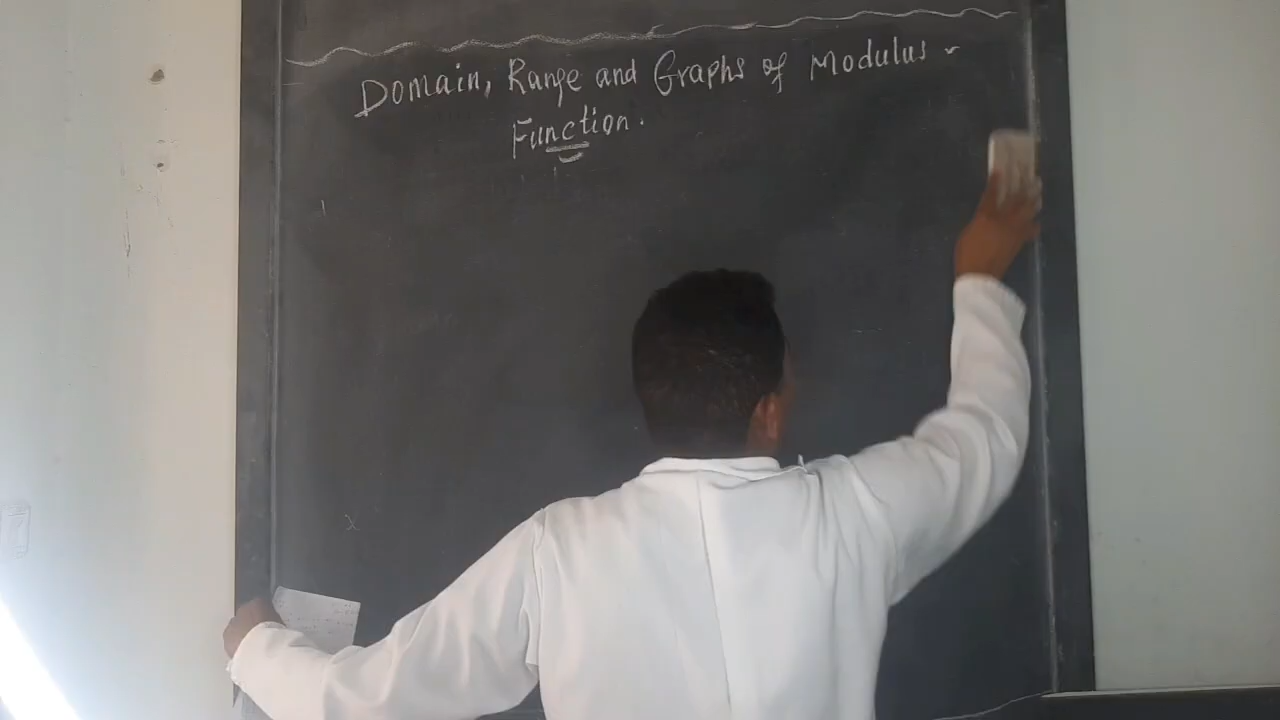 Domain, Range and Graphs of Modulus -
Function.